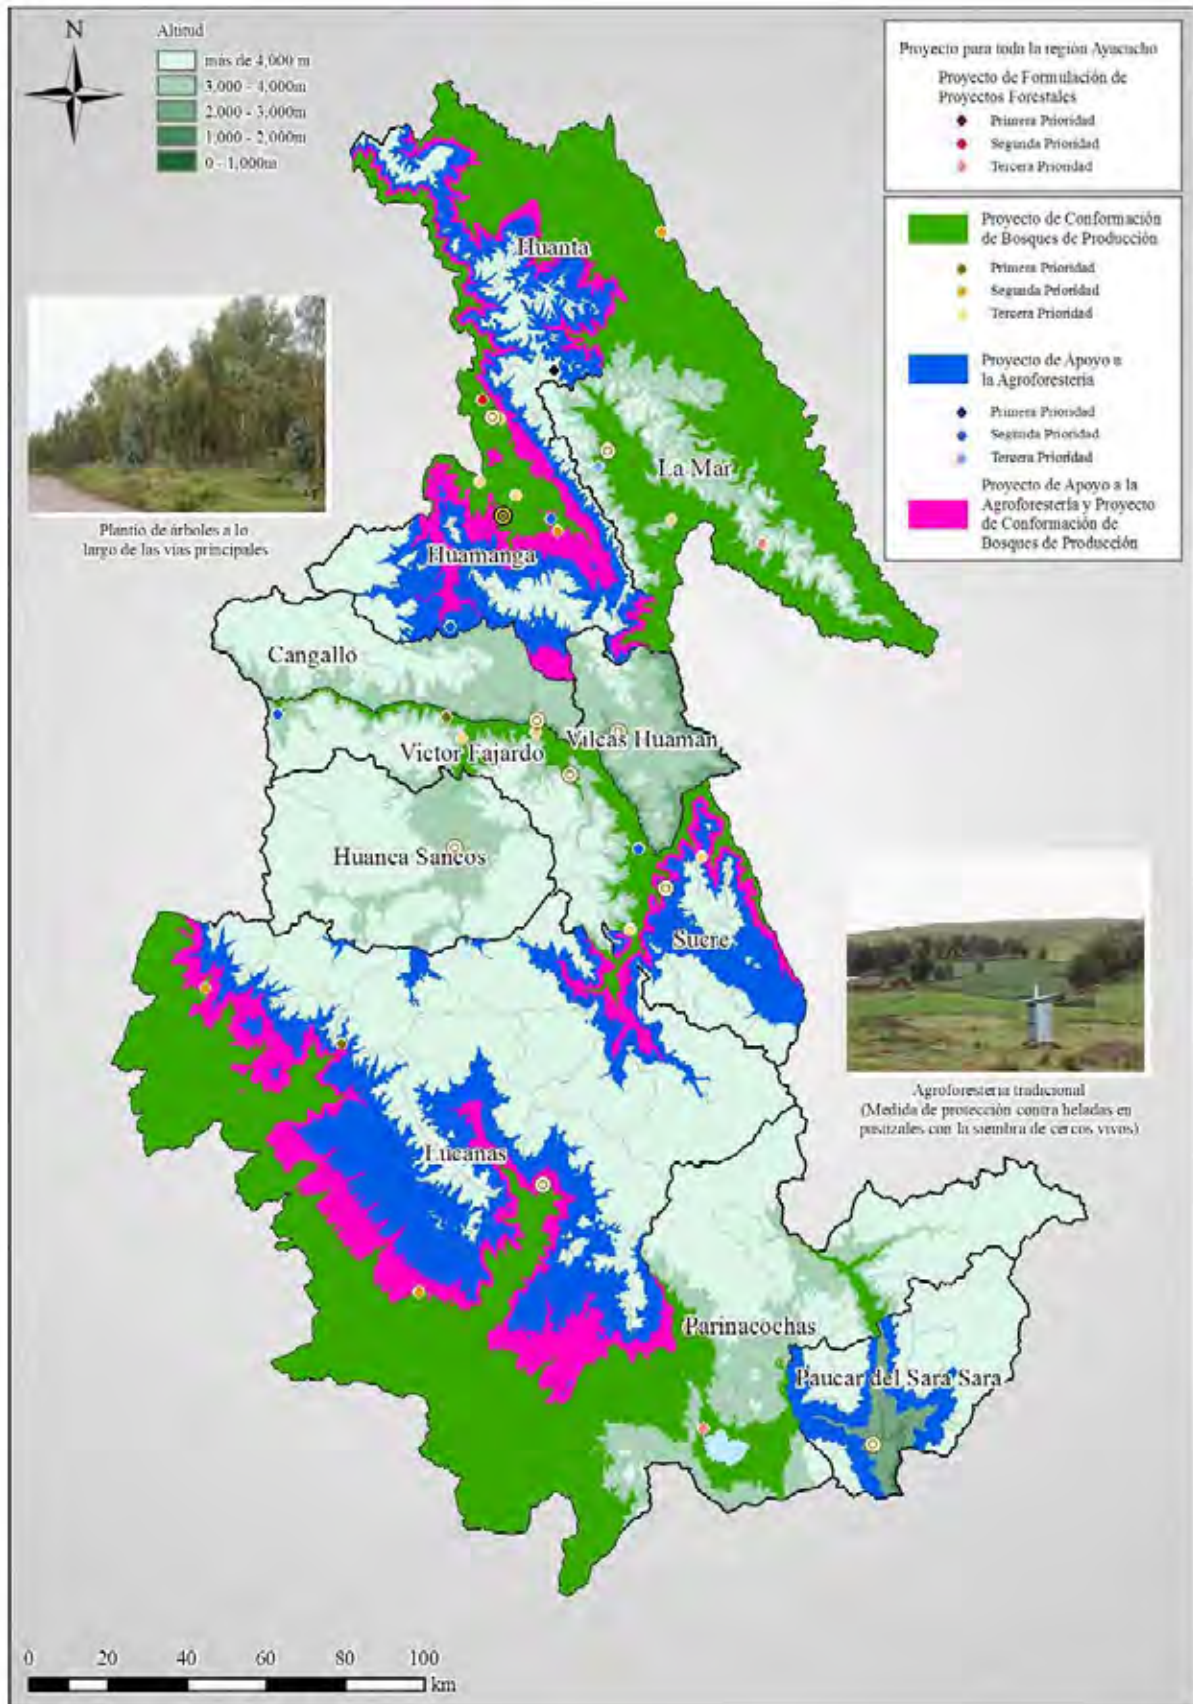 N
Altitud
más de 4,000 m
3,000 - 4,000m
2,000 - 3,000m
1,000 - 2,000m
0 - 1,000m
Proyecto para toda la región Ayacucho
Proyecto de Formulación de
Proyectos Forestales
Primera Prioridad
Segunda Prioridad
Tercera Prioridad
Proyecto de Conformación
de Bosques de Producción
Primera Prioridad
Segunda Prioridad
Tercera Prioridad
Proyecto de Apoyo a
la Agroforestería
Primera Prioridad
Segunda Prioridad
Tercera Prioridad
Proyecto de Apoyo a la
Agroforestería y Proyecto
de Conformación de
Bosques de Producción
Plantío de árboles a lo
largo de las vías principales
Huanta
La Mar
Huamanga
Cangallo
Victor Fajardo
Vilcas Huaman
Huanca Sancos
Sucre
Agroforestería tradicional
(Medida de protección contra heladas en
pastizales con la siembra de cercos vivos)
Lucanas
Parinacochas
Paucar del Sara Sara
0 20 40 60 80 100
km